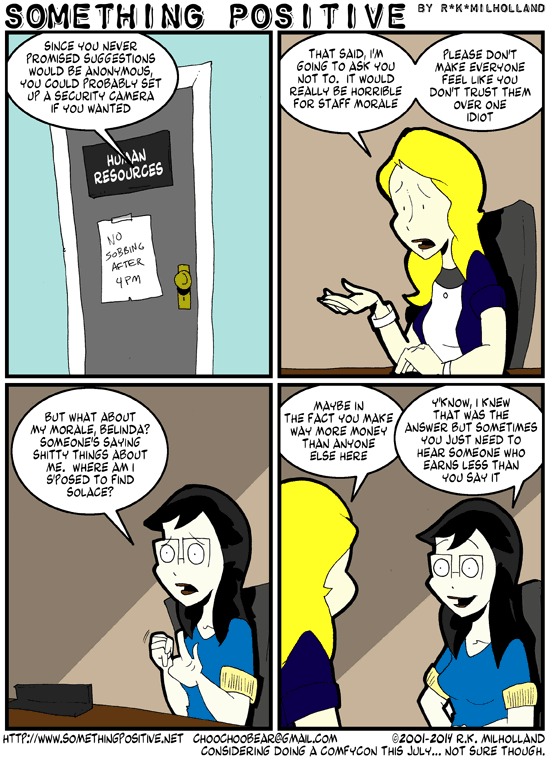 SOMETHING POSITIVE BY R*K*MILHOLLAND
SINCE YOU NEVER
PROMISED SUGGESTIONS
WOULD BE ANONYMOUS,
YOU COULD PROBABLY SET
UP A SECURITY CAMERA
IF YOU WANTED
HUMAN
RESOURCES
NO
SOBBING
AFTER
4 PM
THAT SAID, I'M
GOING TO ASK YOU
NOT TO. IT WOULD
REALLY BE HORRIBLE
FOR STAFF MORALE
PLEASE DON'T
MAKE EVERYONE
FEEL LIKE YOU
DON'T TRUST THEM
OVER ONE
IDIOT
BUT WHAT ABOUT
MY MORALE, BELINDA?
SOMEONE'S SAYING
SHITTY THINGS ABOUT
ME. WHERE AM I
S'POSED TO FIND
SOLACE?
MAYBE IN
THE FACT YOU MAKE
WAY MORE MONEY
THAN ANYONE
ELSE HERE
Y'KNOW, I KNEW
THAT WAS THE
ANSWER BUT SOMETIMES
YOU JUST NEED TO
HEAR SOMEONE WHO
EARNS LESS THAN
YOU SAY IT
HTTP://WWW.SOMETHINGPOSITIVE.NET CHOOCHOOBEAR@GMAIL.COM ©2001-2014 R.K. MILHOLLAND
CONSIDERING DOING A COMFYCON THIS JULY... NOT SURE THOUGH.